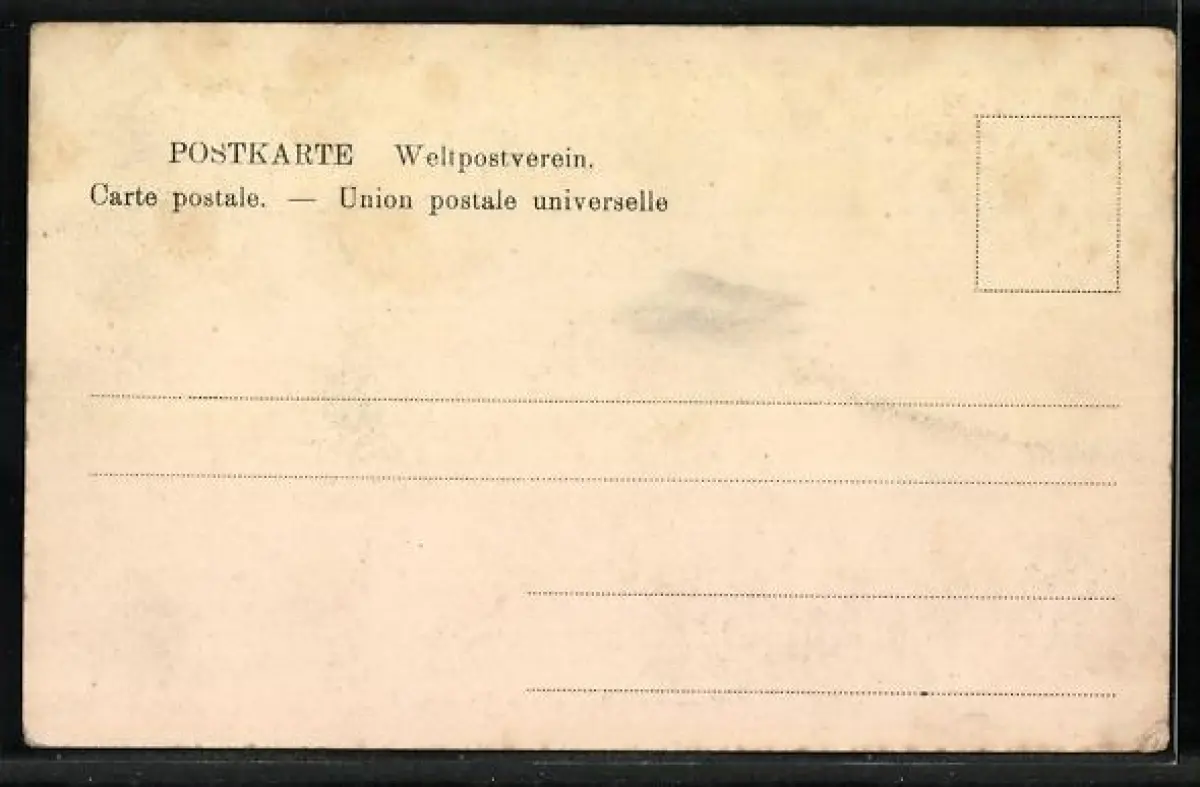 POSTKARTE Weltpostverein.
Carte postale. — Union postale universelle